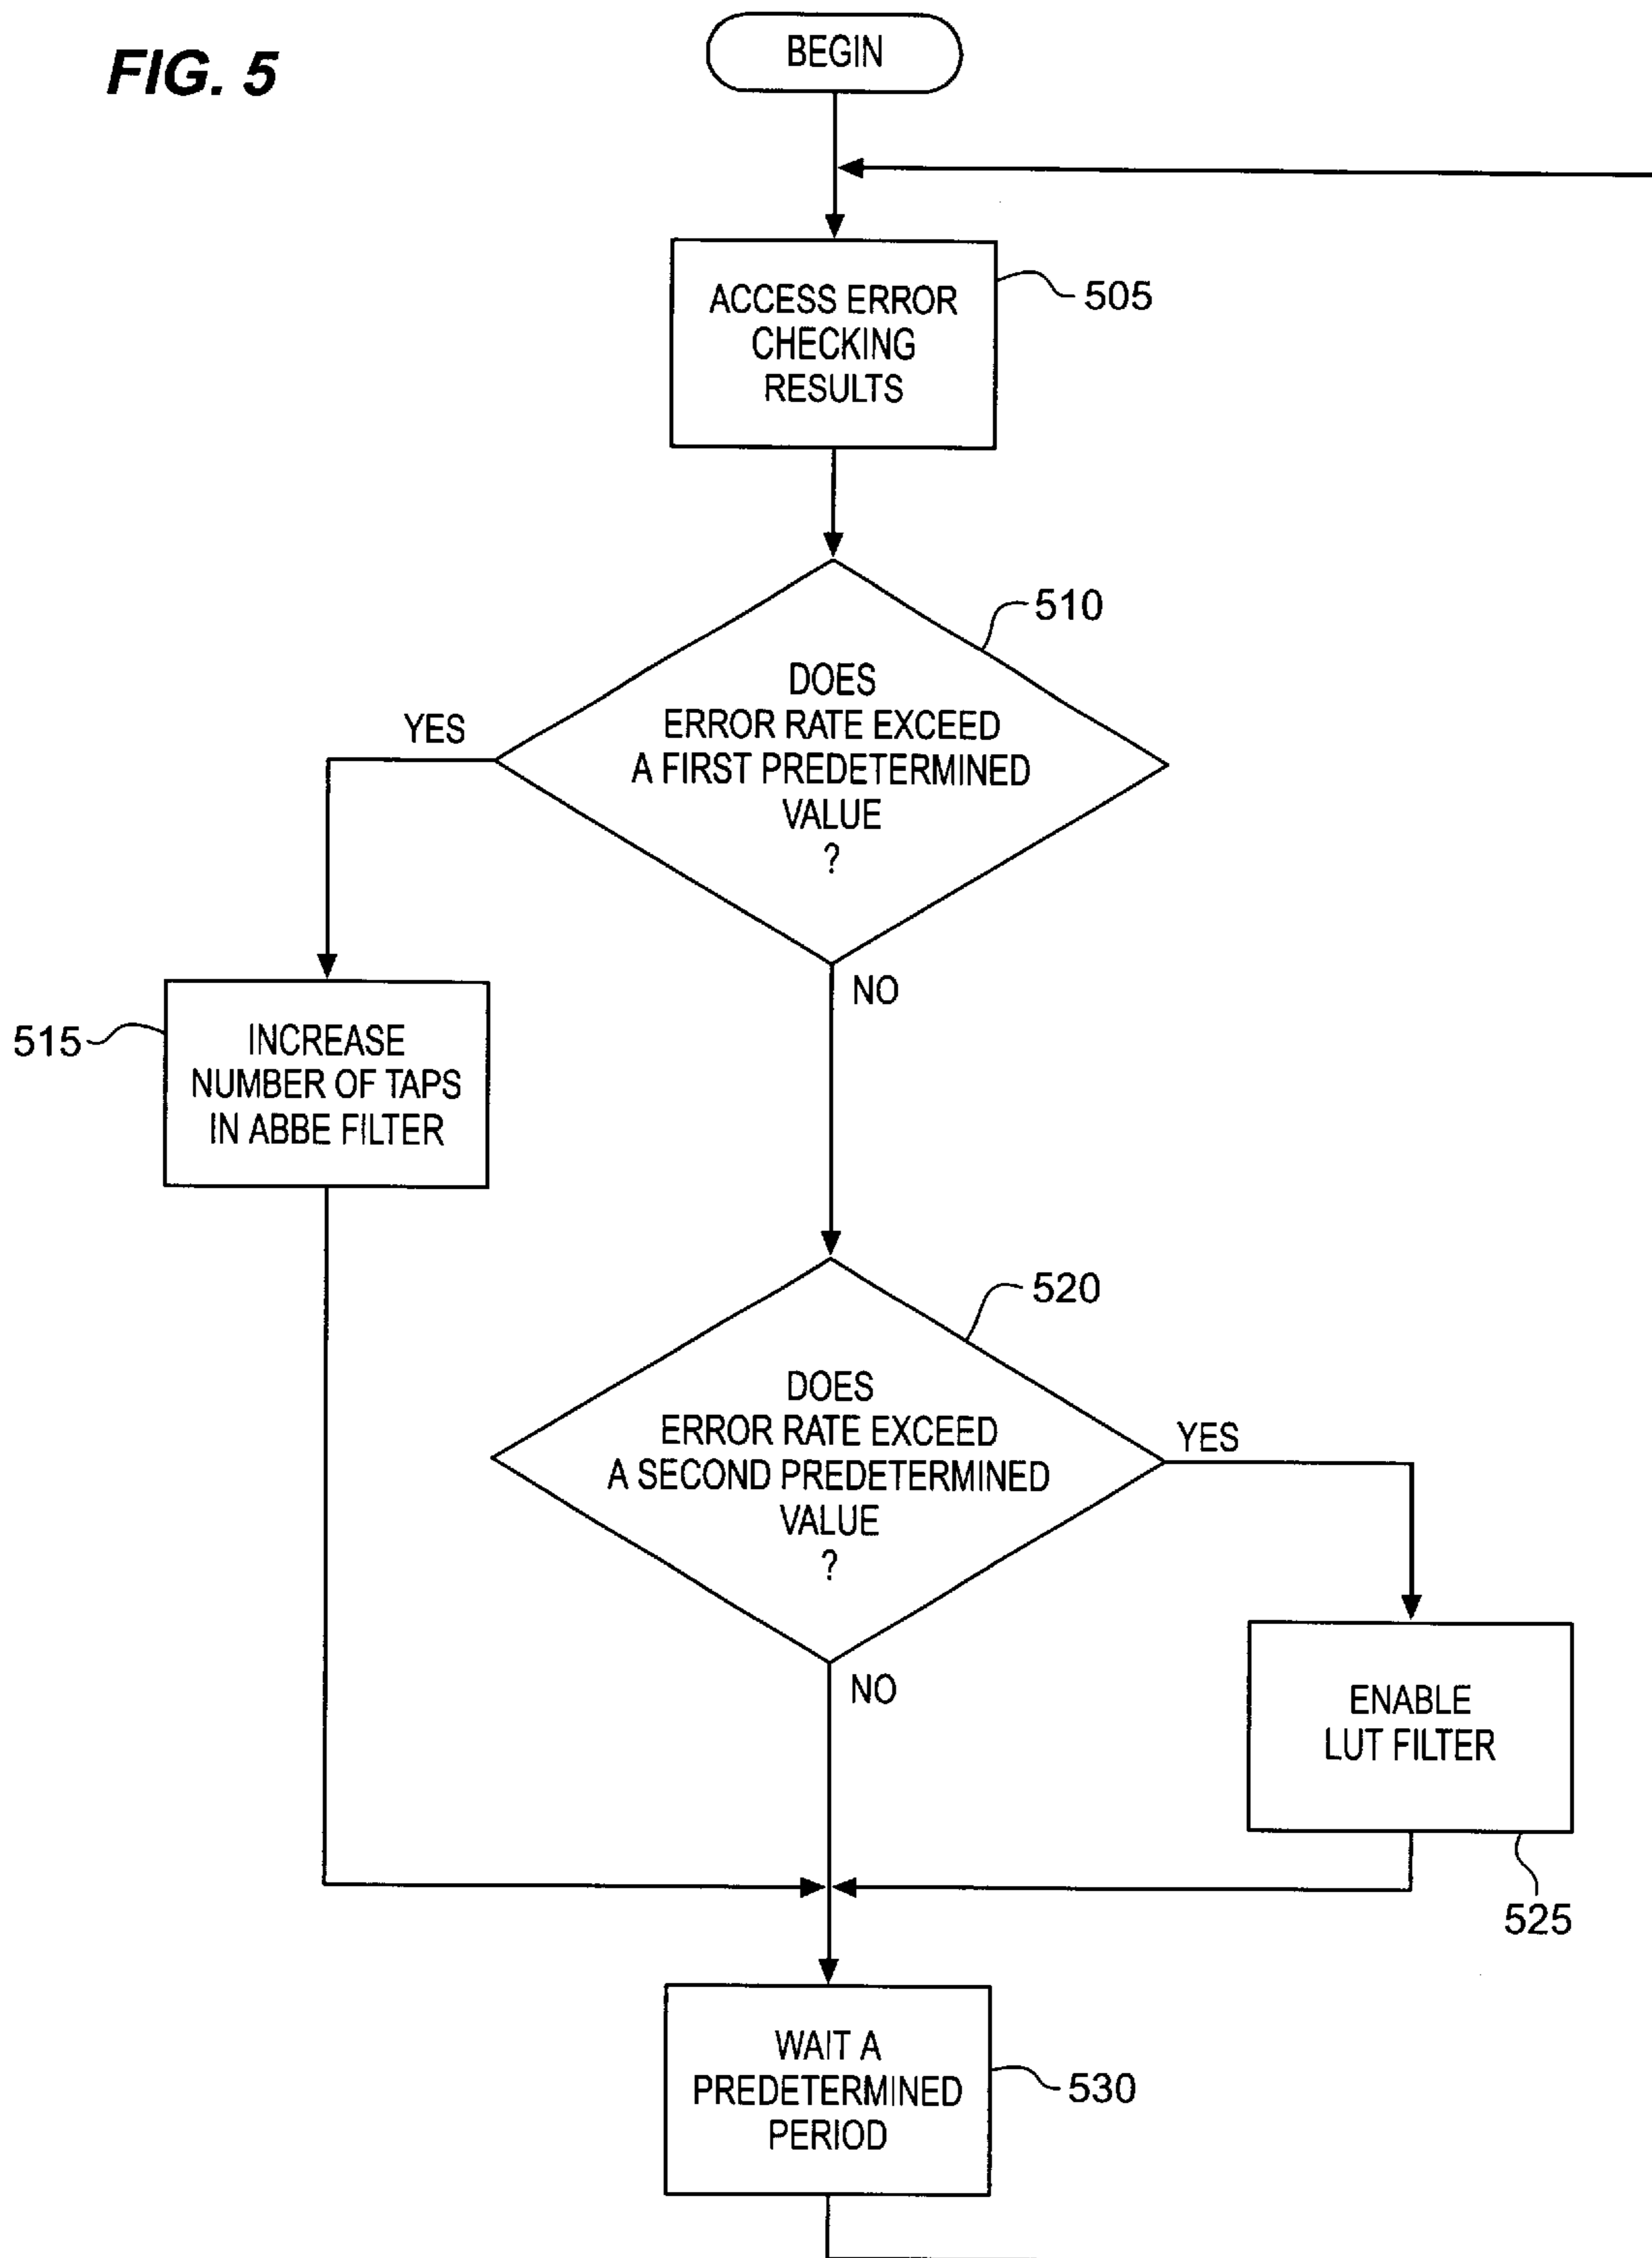 FIG. 5
BEGIN
ACCESS ERROR
CHECKING
RESULTS
505
DOES
ERROR RATE EXCEED
A FIRST PREDETERMINED
VALUE
?
510
YES
NO
515
INCREASE
NUMBER OF TAPS
IN ABBE FILTER
DOES
ERROR RATE EXCEED
A SECOND PREDETERMINED
VALUE
?
520
YES
NO
ENABLE
LUT FILTER
525
WAIT A
PREDETERMINED
PERIOD
530